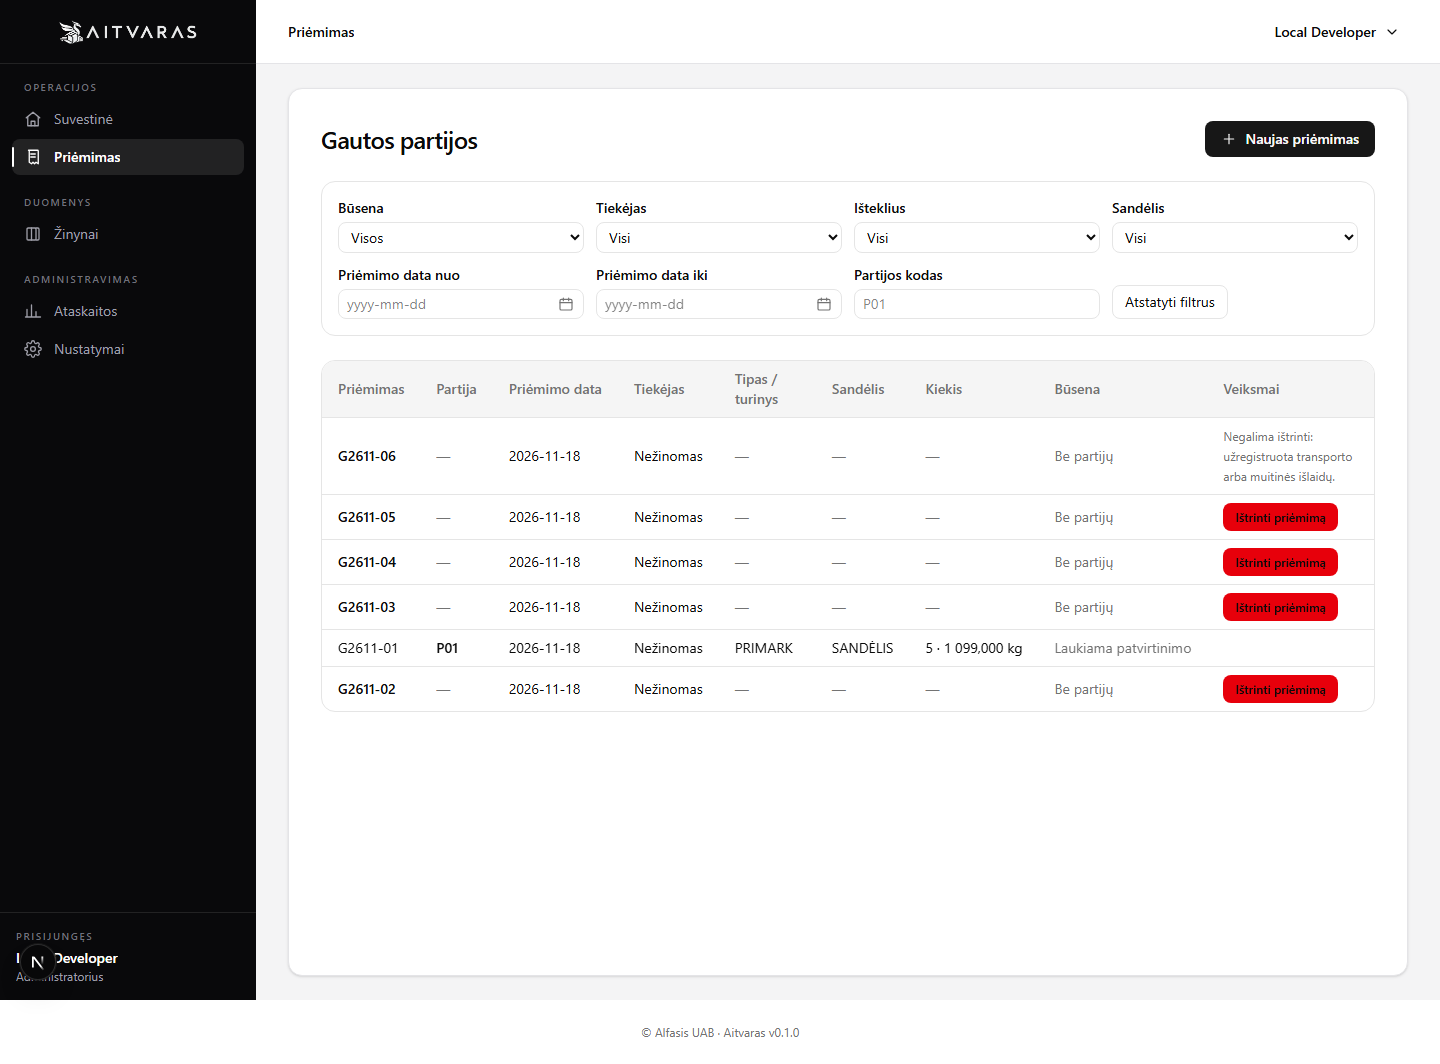 AITVARAS
Priėmimas
Local Developer
OPERACIJOS
Suvestinė
Priėmimas
DUOMENYS
Žinynai
ADMINISTRAVIMAS
Ataskaitos
Nustatymai
Gautos partijos
Naujas priėmimas
Būsena Tiekėjas Išteklius Sandėlis
Visos Visi Visi Visi
Priėmimo data nuo Priėmimo data iki Partijos kodas
yyyy-mm-dd yyyy-mm-dd P01 Atstatyti filtrus
Priėmimas Partija Priėmimo data Tiekėjas Tipas / turinys Sandėlis Kiekis Būsena Veiksmai
G2611-06 — 2026-11-18 Nežinomas — — — Be partijų Negalima ištrinti:
užregistruota transporto
arba muitinės išlaidų.
G2611-05 — 2026-11-18 Nežinomas — — — Be partijų Ištrinti priėmimą
G2611-04 — 2026-11-18 Nežinomas — — — Be partijų Ištrinti priėmimą
G2611-03 — 2026-11-18 Nežinomas — — — Be partijų Ištrinti priėmimą
G2611-01 P01 2026-11-18 Nežinomas PRIMARK SANDĖLIS 5 · 1 099,000 kg Laukiama patvirtinimo
G2611-02 — 2026-11-18 Nežinomas — — — Be partijų Ištrinti priėmimą
PRISIJUNGĘS
Developer
N
© Alfasis UAB · Aitvaras v0.1.0